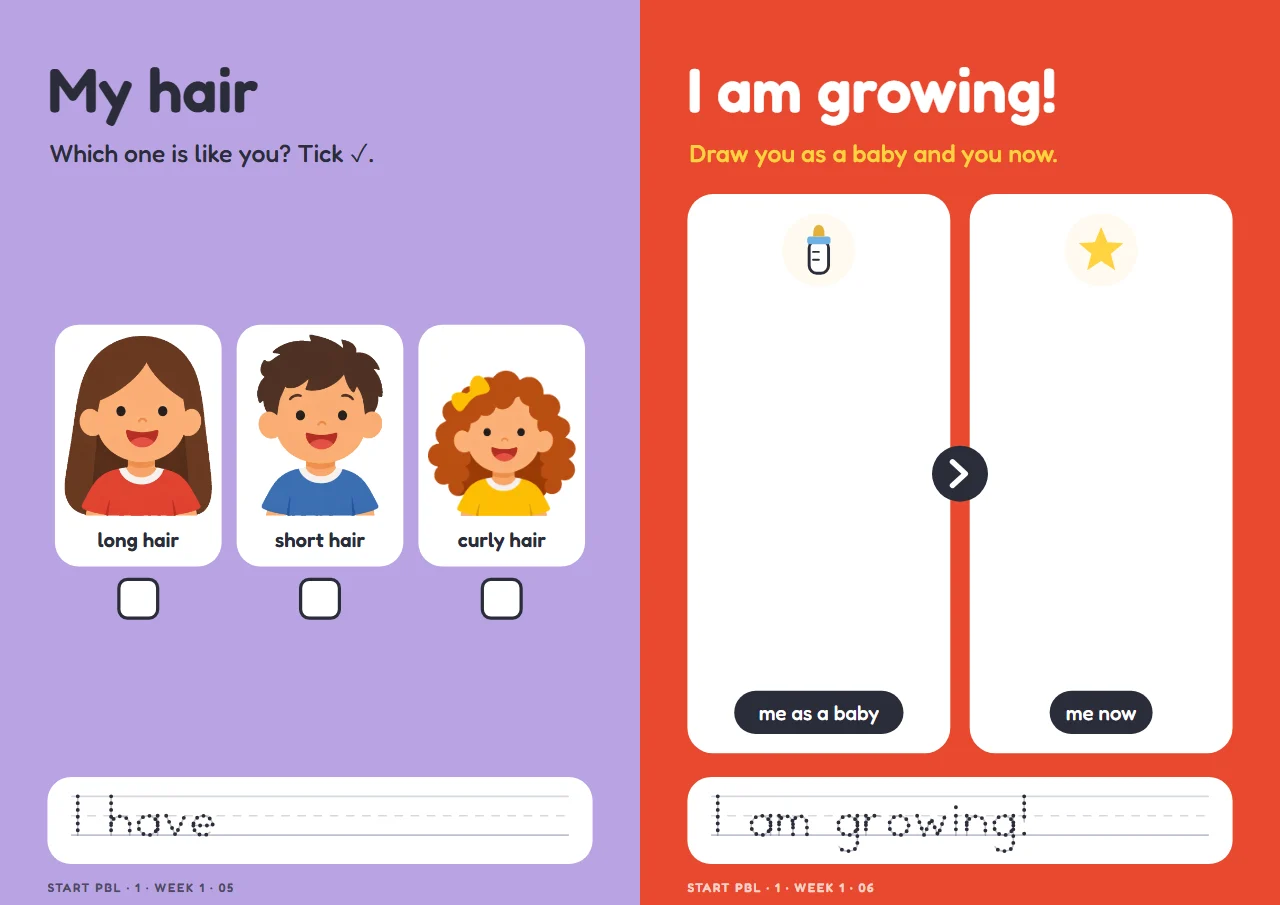 My hair
Which one is like you? Tick ✓.
long hair
short hair
curly hair
I have
START PBL · 1 · WEEK 1 · 05
I am growing!
Draw you as a baby and you now.
me as a baby
me now
I am growing!
START PBL · 1 · WEEK 1 · 06